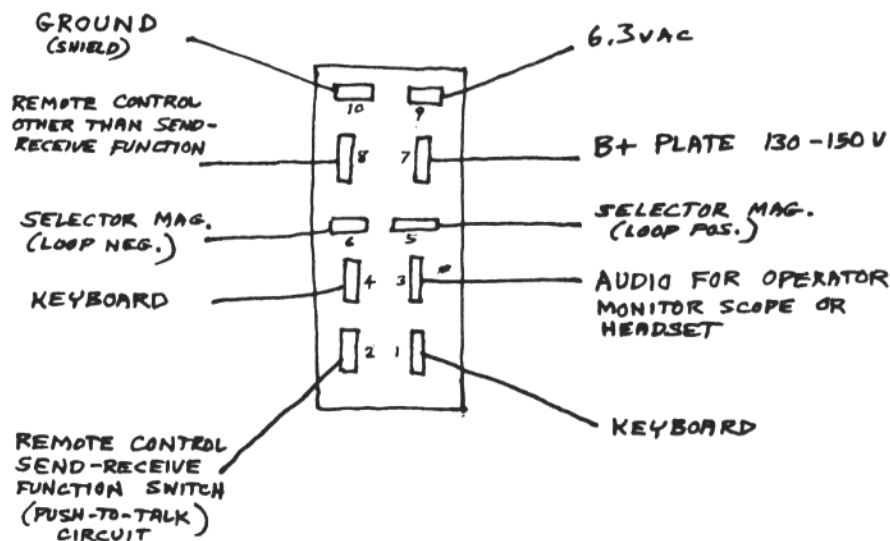 GROUND
(SHIELD)
6.3VAC
10
9
REMOTE CONTROL
OTHER THAN SEND-
RECEIVE FUNCTION
8
7
B+ PLATE 130-150V
SELECTOR MAG.
(LOOP NEG.)
6
5
SELECTOR MAG.
(LOOP POS.)
KEYBOARD
4
3
AUDIO FOR OPERATOR
MONITOR SCOPE OR
HEADSET
2
1
KEYBOARD
REMOTE CONTROL
SEND-RECEIVE
FUNCTION SWITCH
(PUSH-TO-TALK)
CIRCUIT